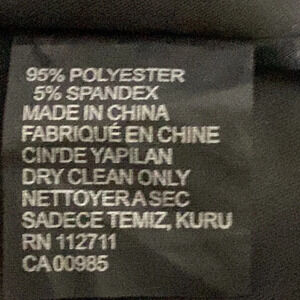 95% POLYESTER
5% SPANDEX
MADE IN CHINA
FABRIQUÉ EN CHINE
CIN'DE YAPILAN
DRY CLEAN ONLY
NETTOYER A SEC
SADECE TEMIZ, KURU
RN 112711
CA 00985